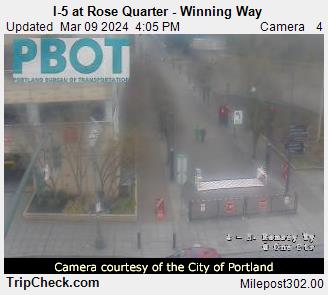 I-5 at Rose Quarter - Winning Way
Updated Mar 09 2024 4:05 PM Camera 4
PBOT
PORTLAND BUREAU OF TRANSPORTATION
Camera courtesy of the City of Portland
TripCheck.com Milepost302.00